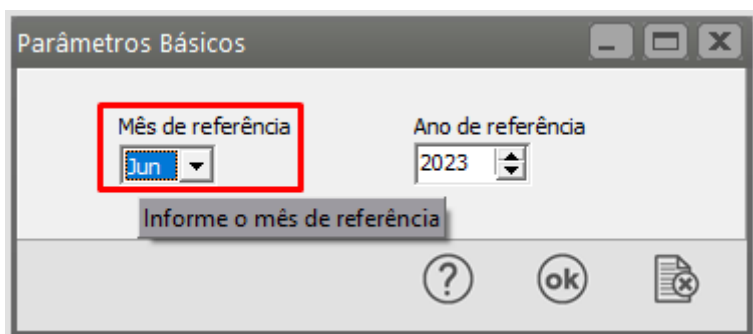 Parâmetros Básicos
Mês de referência
Ano de referência
Jun
2023
Informe o mês de referência
?
ok